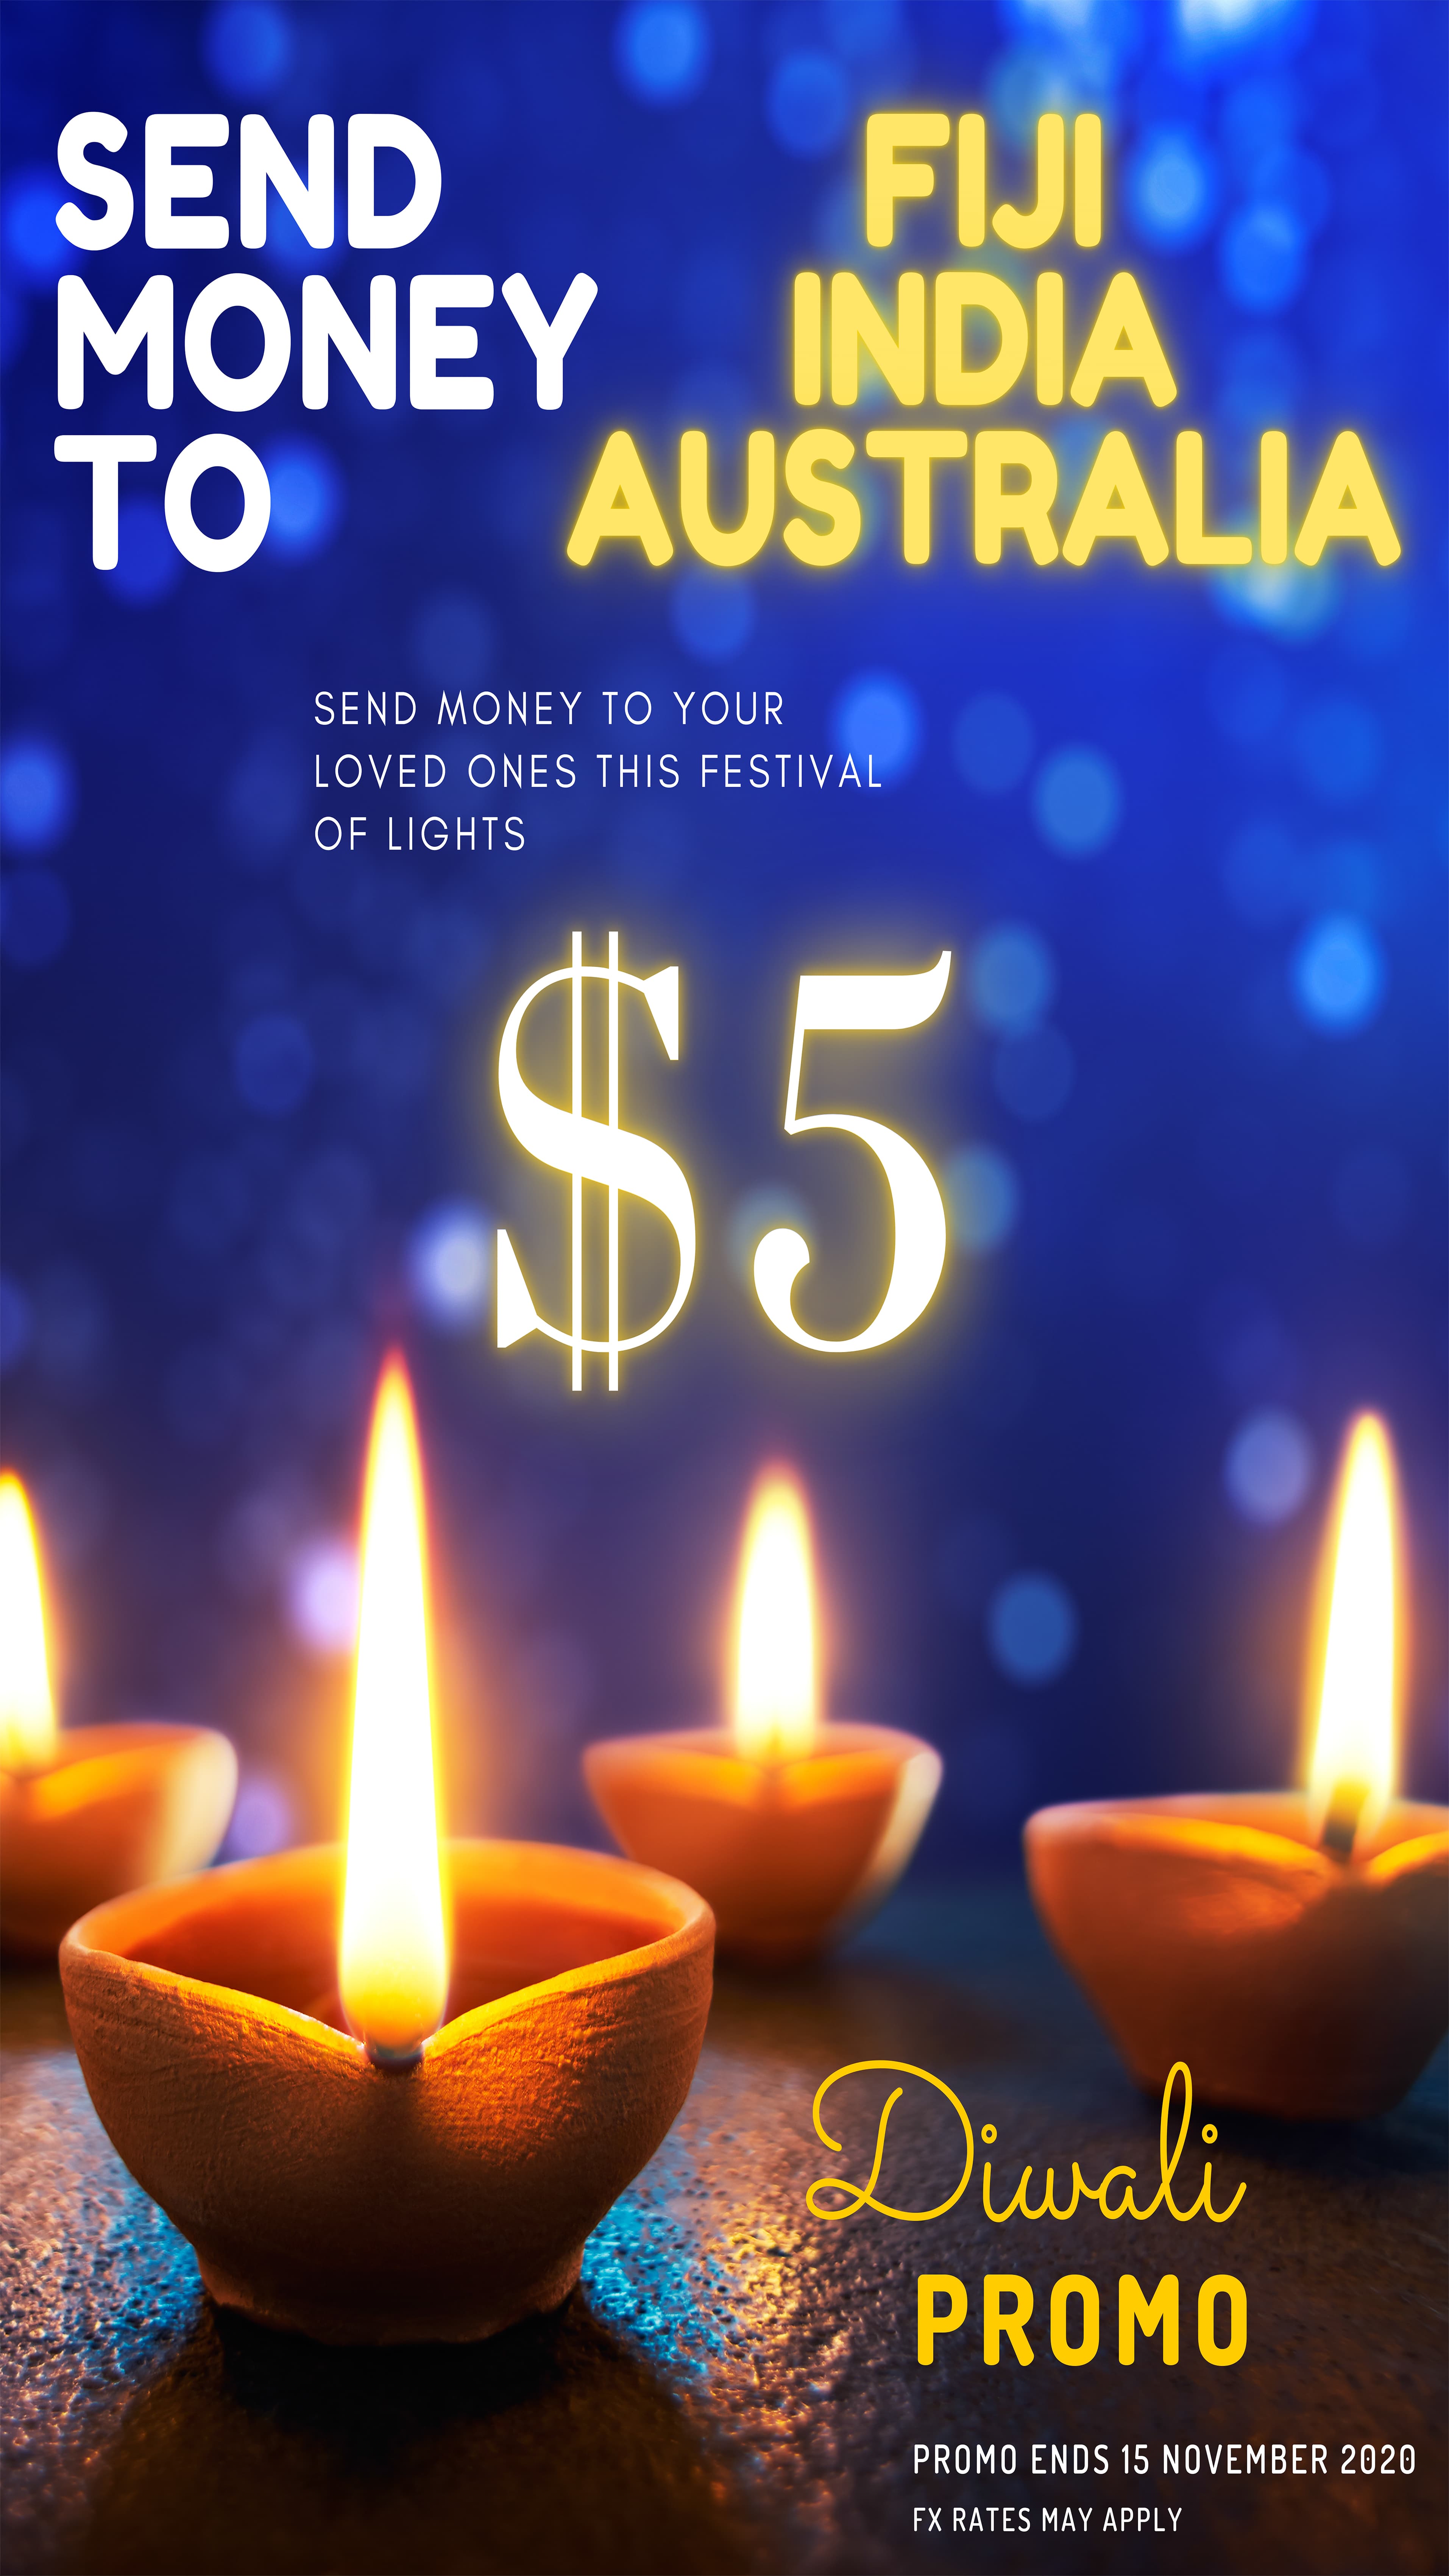 SEND
MONEY
TO
FIJI
INDIA
AUSTRALIA
SEND MONEY TO YOUR
LOVED ONES THIS FESTIVAL
OF LIGHTS
$5
Diwali
PROMO
PROMO ENDS 15 NOVEMBER 2020
FX RATES MAY APPLY